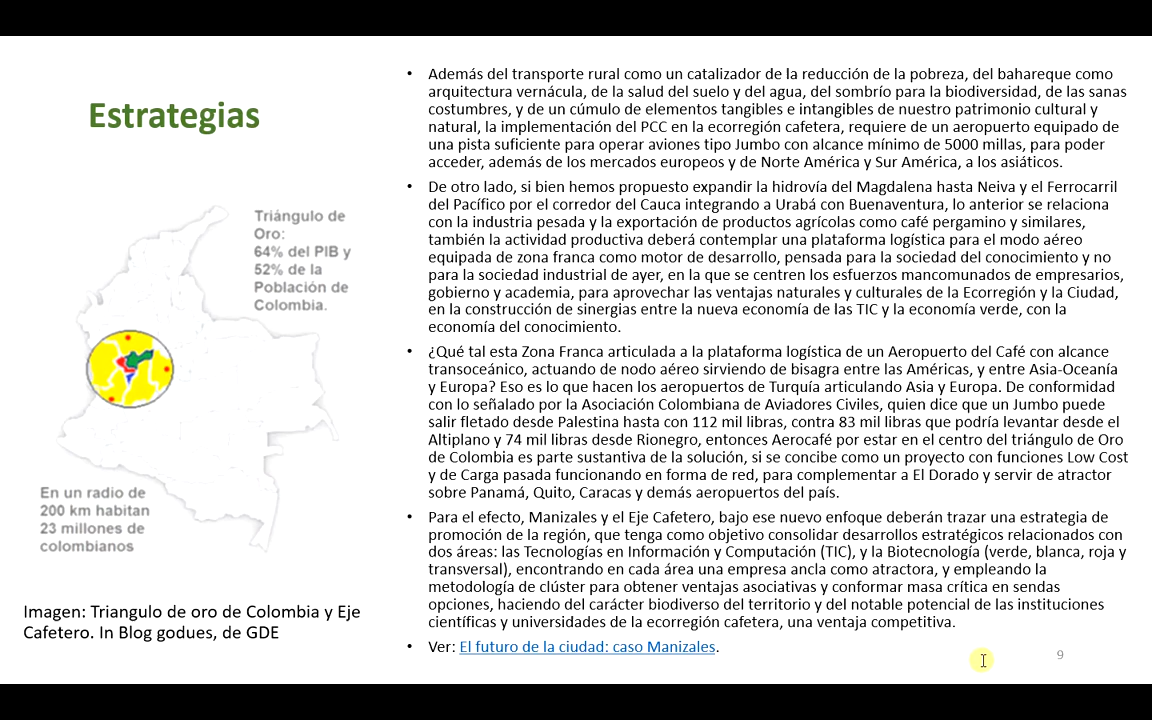 Estrategias
Triángulo de
Oro:
64% del PIB y
52% de la
Población de
Colombia.
En un radio de
200 km habitan
23 millones de
colombianos
Imagen: Triangulo de oro de Colombia y Eje
Cafetero. In Blog godues, de GDE
• Además del transporte rural como un catalizador de la reducción de la pobreza, del bahareque como
arquitectura vernácula, de la salud del suelo y del agua, del sombrío para la biodiversidad, de las sanas
costumbres, y de un cúmulo de elementos tangibles e intangibles de nuestro patrimonio cultural y
natural, la implementación del PCC en la ecorregión cafetera, requiere de un aeropuerto equipado de
una pista suficiente para operar aviones tipo Jumbo con alcance mínimo de 5000 millas, para poder
acceder, además de los mercados europeos y de Norte América y Sur América, a los asiáticos.
• De otro lado, si bien hemos propuesto expandir la hidrovía del Magdalena hasta Neiva y el Ferrocarril
del Pacífico por el corredor del Cauca integrando a Urabá con Buenaventura, lo anterior se relaciona
con la industria pesada y la exportación de productos agrícolas como café pergamino y similares,
también la actividad productiva deberá contemplar una plataforma logística para el modo aéreo
equipada de zona franca como motor de desarrollo, pensada para la sociedad del conocimiento y no
para la sociedad industrial de ayer, en la que se centren los esfuerzos mancomunados de empresarios,
gobierno y academia, para aprovechar las ventajas naturales y culturales de la Ecorregión y la Ciudad,
en la construcción de sinergias entre la nueva economía de las TIC y la economía verde, con la
economía del conocimiento.
• ¿Qué tal esta Zona Franca articulada a la plataforma logística de un Aeropuerto del Café con alcance
transoceánico, actuando de nodo aéreo sirviendo de bisagra entre las Américas, y entre Asia-Oceanía
y Europa? Eso es lo que hacen los aeropuertos de Turquía articulando Asia y Europa. De conformidad
con lo señalado por la Asociación Colombiana de Aviadores Civiles, quien dice que un Jumbo puede
salir fletado desde Palestina hasta con 112 mil libras, contra 83 mil libras que podría levantar desde el
Altiplano y 74 mil libras desde Rionegro, entonces Aerocafé por estar en el centro del triángulo de Oro
de Colombia es parte sustantiva de la solución, si se concibe como un proyecto con funciones Low Cost
y de Carga pasada funcionando en forma de red, para complementar a El Dorado y servir de atractor
sobre Panamá, Quito, Caracas y demás aeropuertos del país.
• Para el efecto, Manizales y el Eje Cafetero, bajo ese nuevo enfoque deberán trazar una estrategia de
promoción de la región, que tenga como objetivo consolidar desarrollos estratégicos relacionados con
dos áreas: las Tecnologías en Información y Computación (TIC), y la Biotecnología (verde, blanca, roja y
transversal), encontrando en cada área una empresa ancla como atractora, y empleando la
metodología de clúster para obtener ventajas asociativas y conformar masa crítica en sendas
opciones, haciendo del carácter biodiverso del territorio y del notable potencial de las instituciones
científicas y universidades de la ecorregión cafetera, una ventaja competitiva.
• Ver: El futuro de la ciudad: caso Manizales.
9